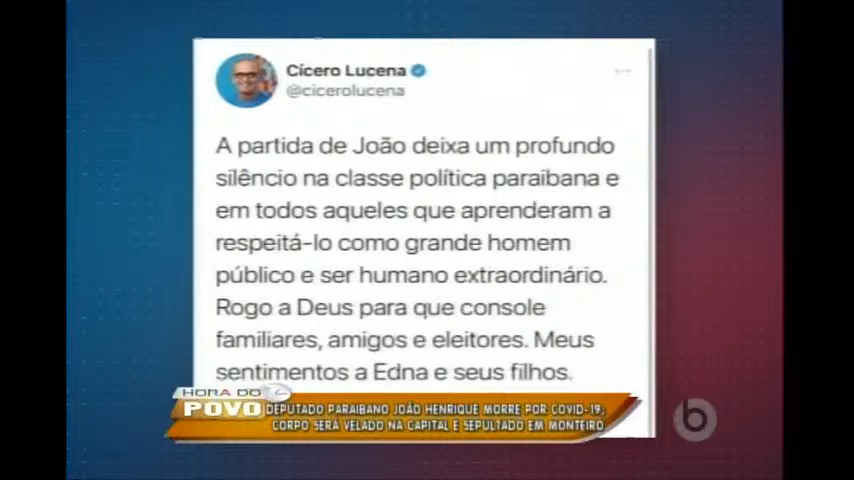 Cícero Lucena
@cicerolucena
A partida de João deixa um profundo
silêncio na classe política paraibana e
em todos aqueles que aprenderam a
respeitá-lo como grande homem
público e ser humano extraordinário.
Rogo a Deus para que console
familiares, amigos e eleitores. Meus
sentimentos a Edna e seus filhos.
HORA DO
POVO
DEPUTADO PARAIBANO JOÃO HENRIQUE MORRE POR COVID-19;
CORPO SERÁ VELADO NA CAPITAL E SEPULTADO EM MONTEIRO
b